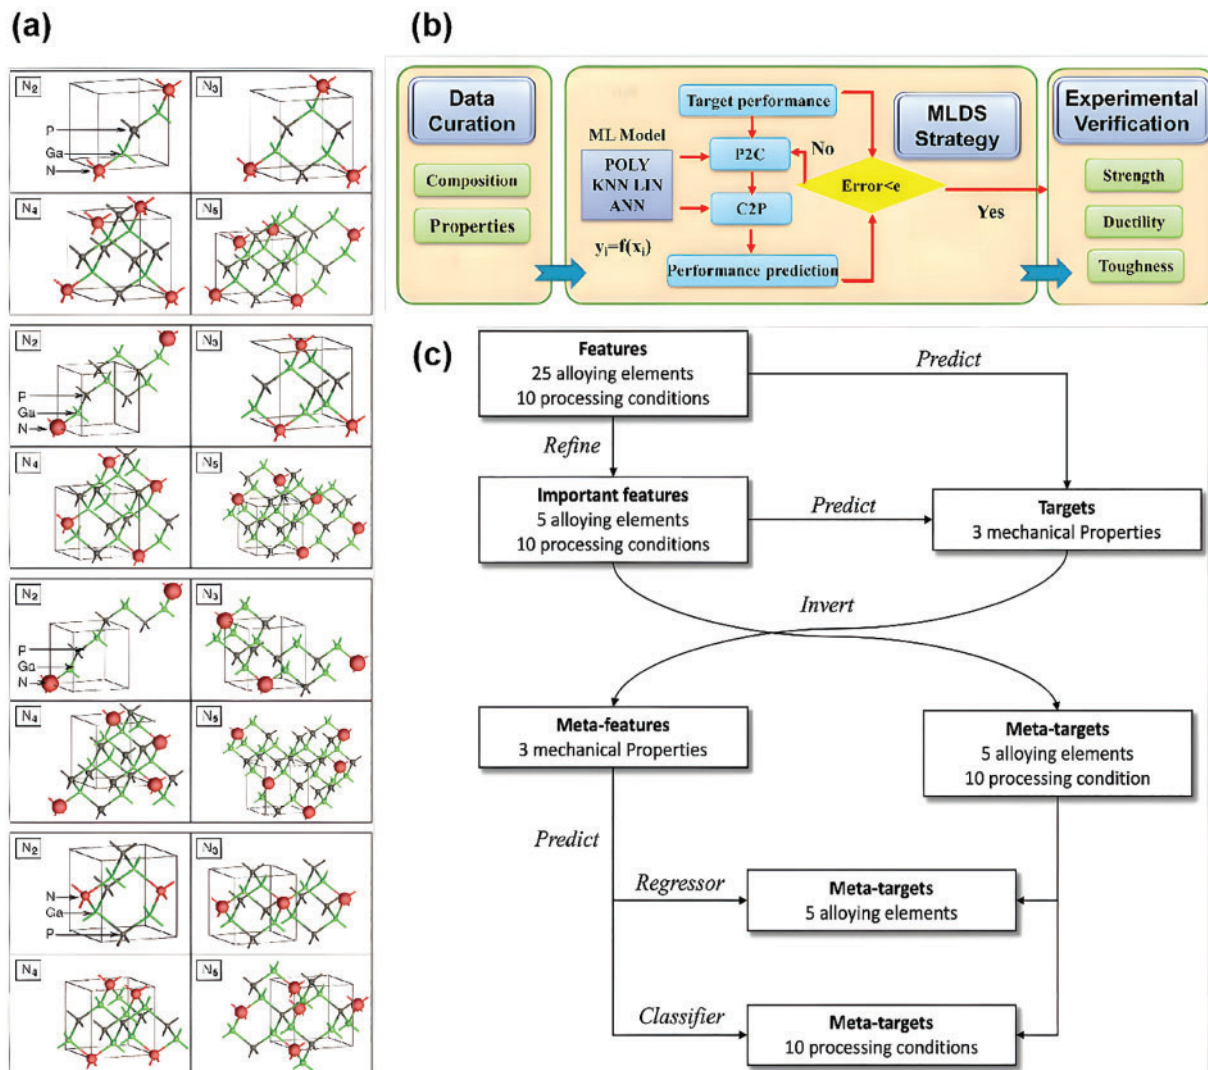 (a)
N2
N3
P
Ga
N
N4
N5
N2
N3
P
Ga
N
N4
N5
N2
N3
P
Ga
N
N4
N5
N2
N3
N
Ga
P
N4
N5
(b)
Data
Curation
Composition
Properties
Target performance
ML Model
POLY
KNN LIN
ANN
yi=f(xi)
P2C
C2P
Performance prediction
No
Error<e
Yes
MLDS
Strategy
Experimental
Verification
Strength
Ductility
Toughness
(c)
Features
25 alloying elements
10 processing conditions
Predict
Refine
Important features
5 alloying elements
10 processing conditions
Predict
Targets
3 mechanical Properties
Invert
Meta-features
3 mechanical Properties
Meta-targets
5 alloying elements
10 processing condition
Predict
Regressor
Meta-targets
5 alloying elements
Classifier
Meta-targets
10 processing conditions